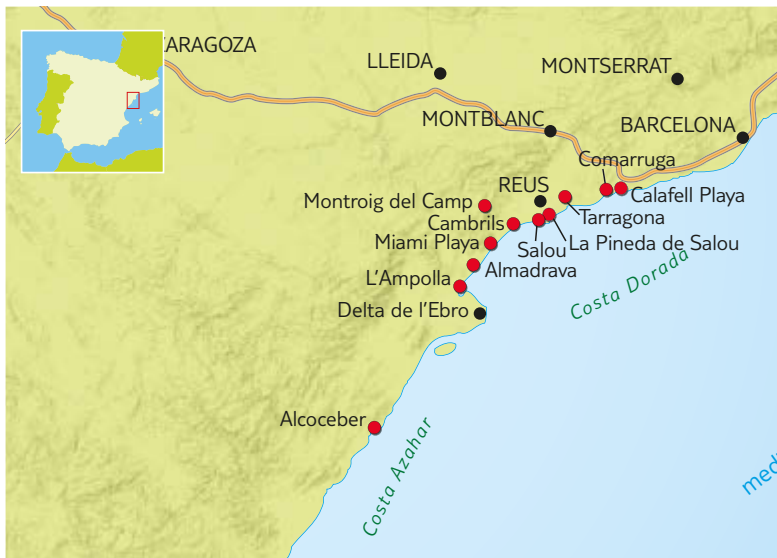 ARAGOZA
LLEIDA
MONTSERRAT
MONTBLANC
BARCELONA
Comarruga
REUS
Calafell Playa
Montroig del Camp
Tarragona
Cambrils
Salou
La Pineda de Salou
Miami Playa
Almadrava
L'Ampolla
Costa Dorada
Delta de l'Ebro
Alcoceber
Costa Azahar
med